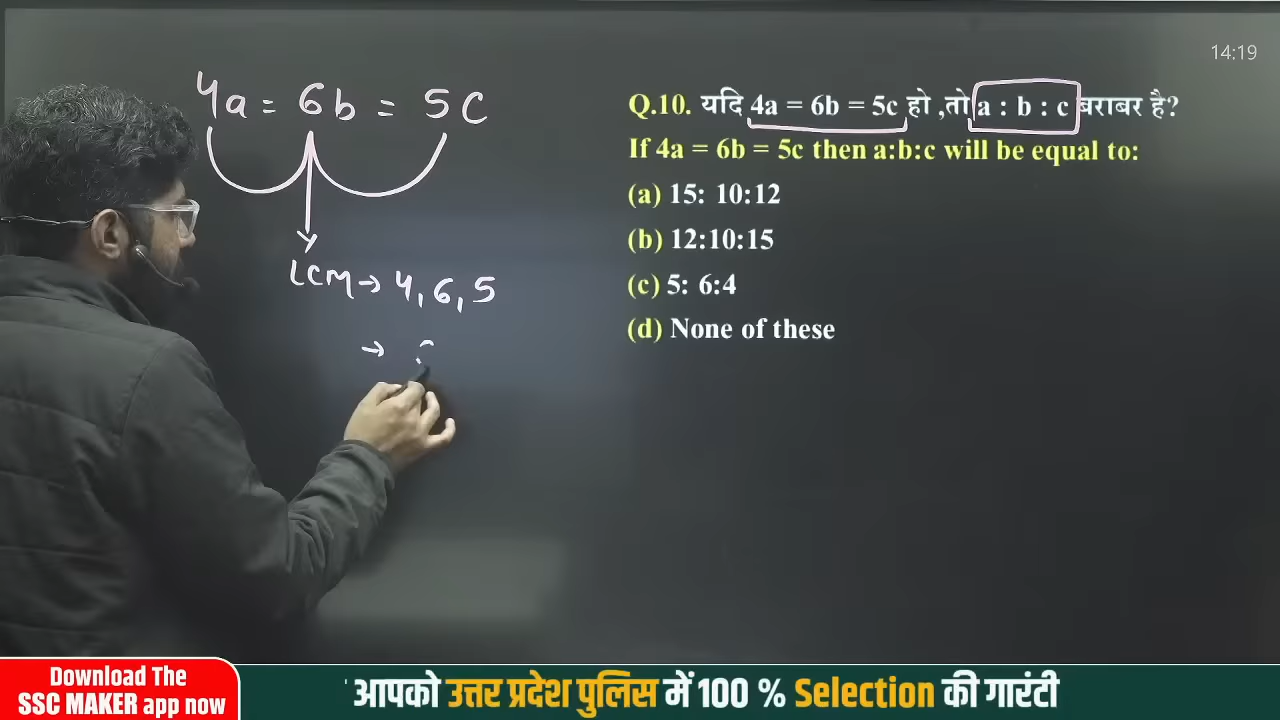 14:19
4a = 6b = 5c
LCM → 4, 6, 5
→
Q.10. यदि 4a = 6b = 5c हो ,तो a : b : c बराबर है?
If 4a = 6b = 5c then a:b:c will be equal to:
(a) 15: 10:12
(b) 12:10:15
(c) 5: 6:4
(d) None of these
Download The
SSC MAKER app now
आपको उत्तर प्रदेश पुलिस में 100 % Selection की गारंटी